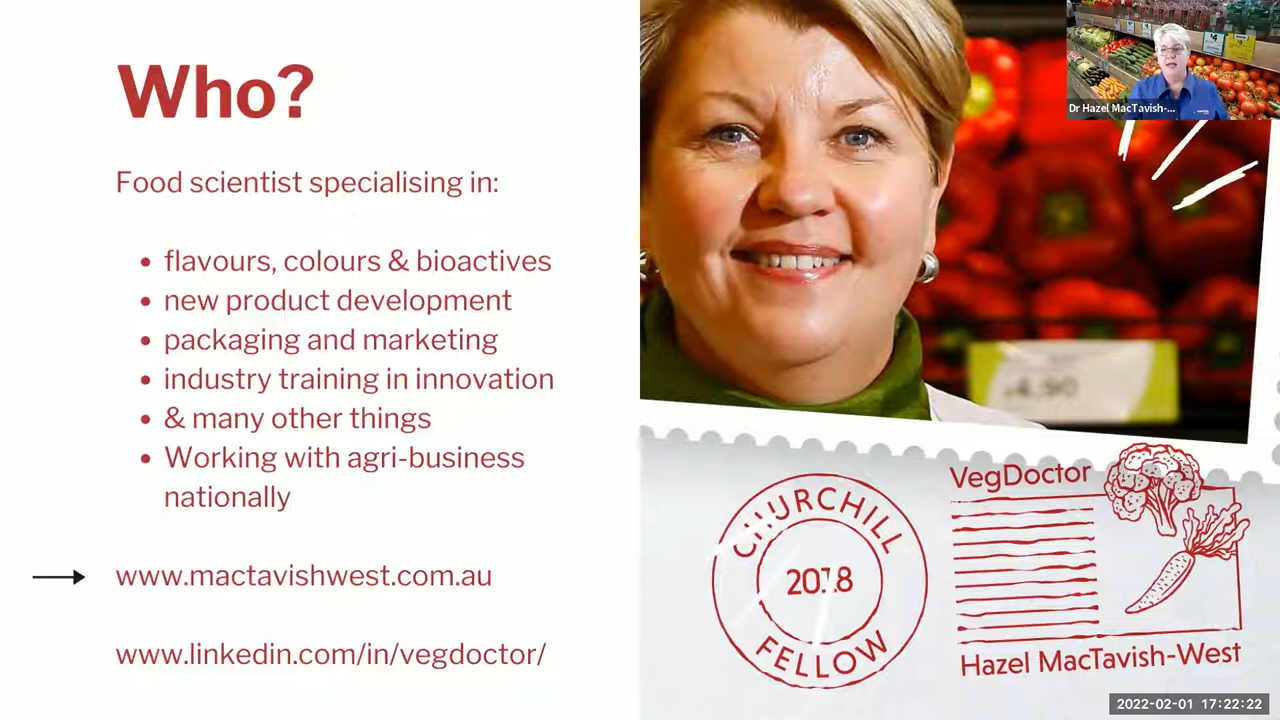 Who?
Food scientist specialising in:
• flavours, colours & bioactives
• new product development
• packaging and marketing
• industry training in innovation
• & many other things
• Working with agri-business
nationally
www.mactavishwest.com.au
www.linkedin.com/in/vegdoctor/
Dr Hazel MacTavish-...
4.90
CHURCHILL
2018
FELLOW
VegDoctor
Hazel MacTavish-West
2022-02-01 17:22:22